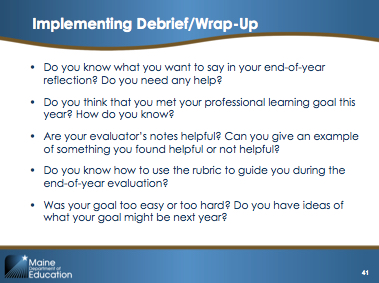 Implementing Debrief/Wrap-Up
• Do you know what you want to say in your end-of-year
reflection? Do you need any help?
• Do you think that you met your professional learning goal this
year? How do you know?
• Are your evaluator's notes helpful? Can you give an example
of something you found helpful or not helpful?
• Do you know how to use the rubric to guide you during the
end-of-year evaluation?
• Was your goal too easy or too hard? Do you have ideas of
what your goal might be next year?
Maine
Department of
Education
41